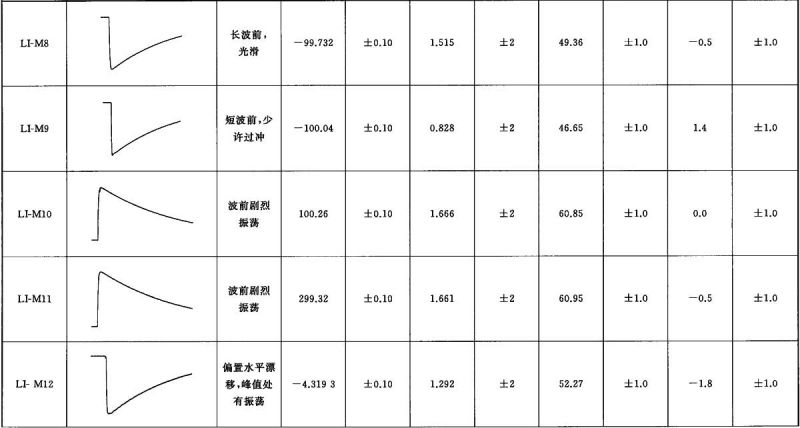 LI-M8 长波前，光滑 −99.732 ±0.10 1.515 ±2 49.36 ±1.0 −0.5 ±1.0
LI-M9 短波前，少许过冲 −100.04 ±0.10 0.828 ±2 46.65 ±1.0 1.4 ±1.0
LI-M10 波前剧烈振荡 100.26 ±0.10 1.666 ±2 60.85 ±1.0 0.0 ±1.0
LI-M11 波前剧烈振荡 299.32 ±0.10 1.661 ±2 60.95 ±1.0 −0.5 ±1.0
LI- M12 偏置水平漂移，峰值处有振荡 −4.319 3 ±0.10 1.292 ±2 52.27 ±1.0 −1.8 ±1.0